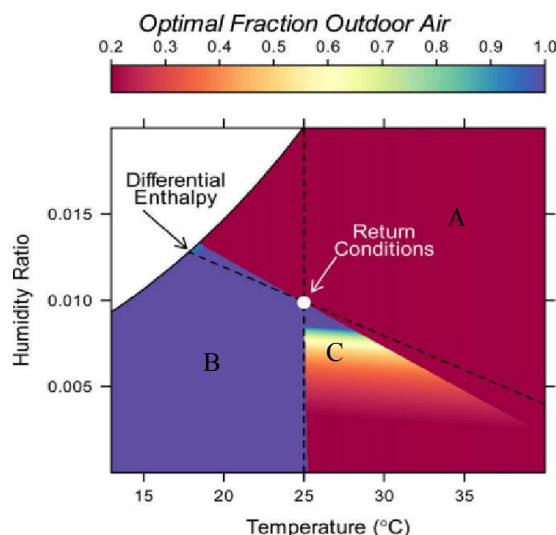 Optimal Fraction Outdoor Air
0.2 0.3 0.4 0.5 0.6 0.7 0.8 0.9 1.0
Differential
Enthalpy
A
Return
Conditions
0.015
0.010
0.005
Humidity Ratio
B
C
15 20 25 30 35
Temperature (°C)